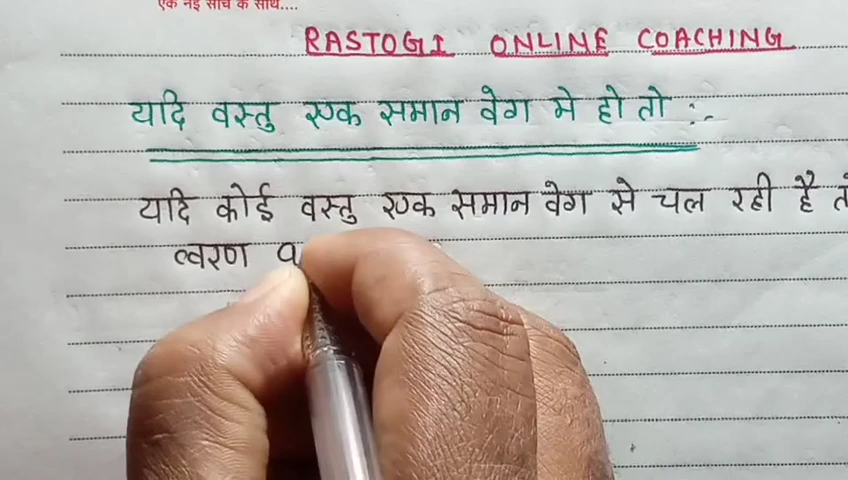 एक नई सोच के साथ....
RASTOGI ONLINE COACHING
यदि वस्तु एक समान वेग मे हो तो :-
यदि कोई वस्तु एक समान वेग से चल रही है तो
त्वरण a